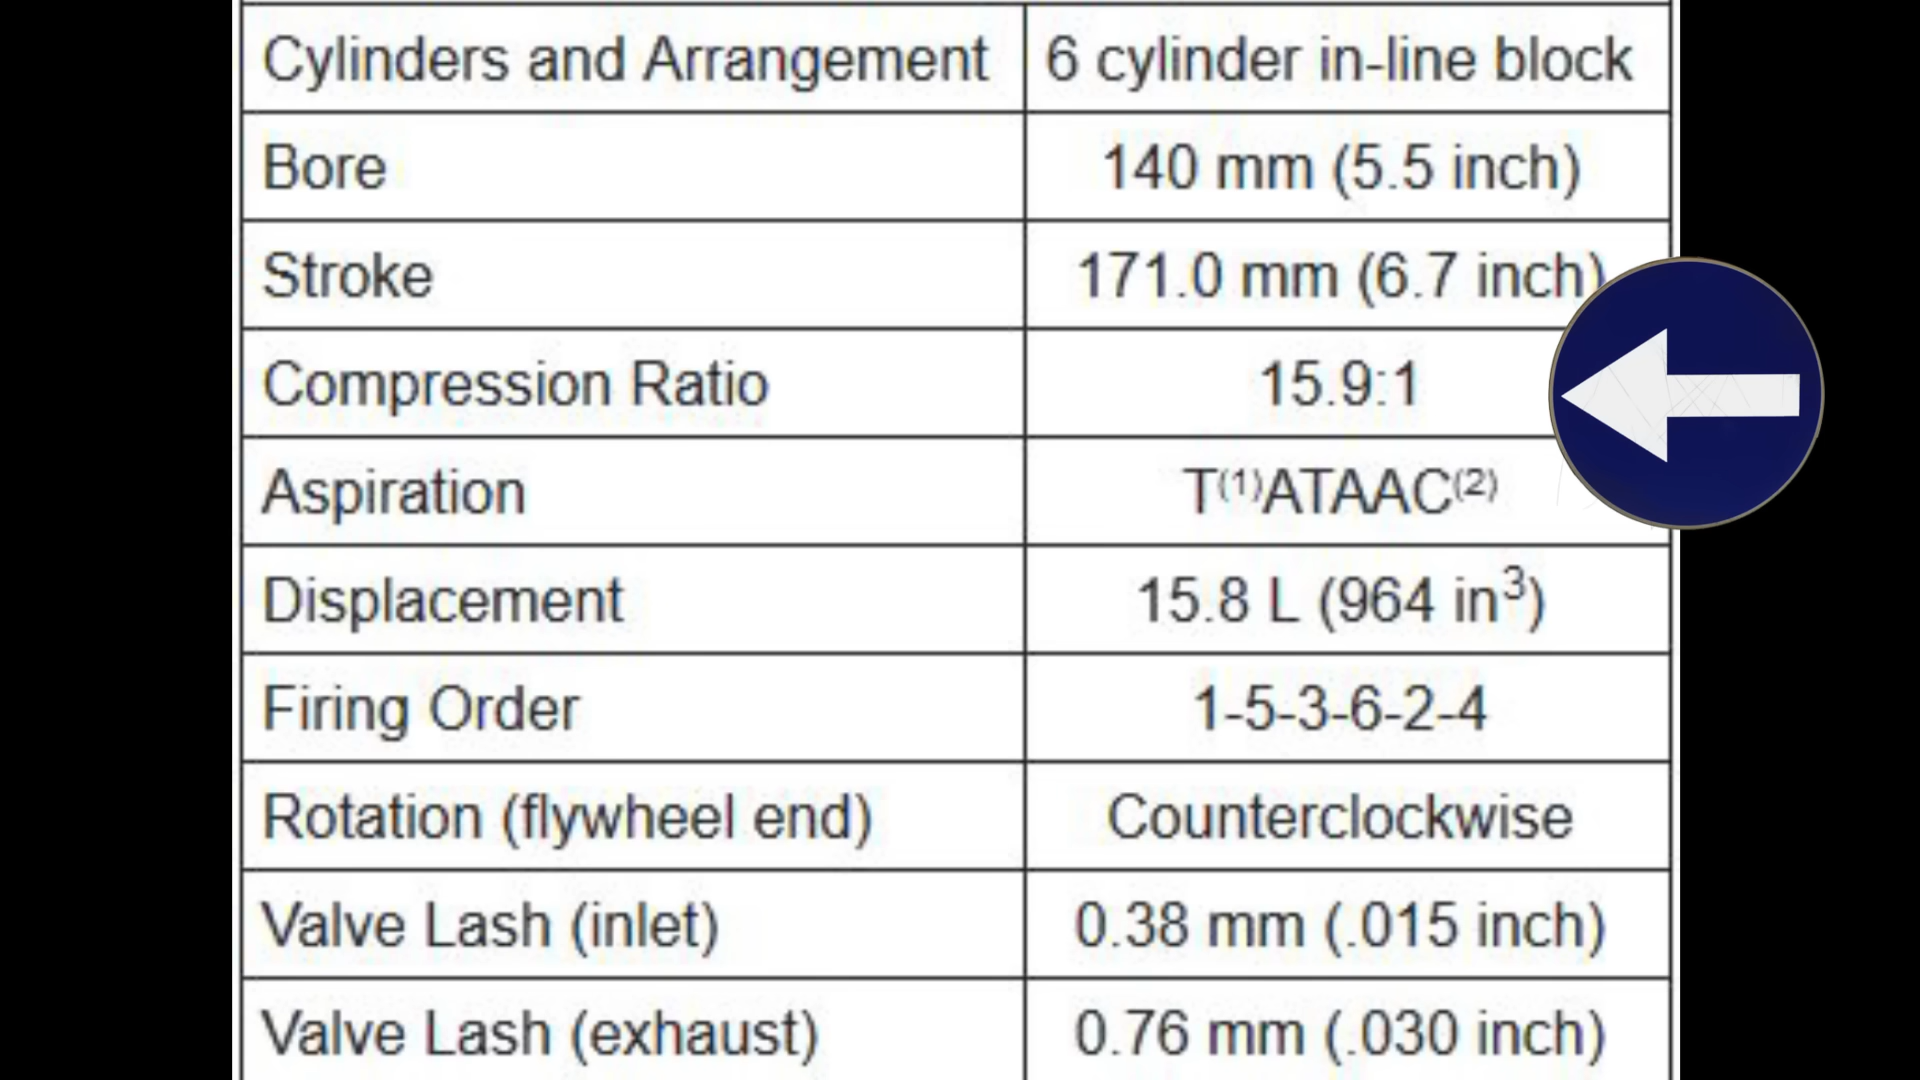 Cylinders and Arrangement 6 cylinder in-line block
Bore 140 mm (5.5 inch)
Stroke 171.0 mm (6.7 inch)
Compression Ratio 15.9:1
Aspiration T(1)ATAAC(2)
Displacement 15.8 L (964 in3)
Firing Order 1-5-3-6-2-4
Rotation (flywheel end) Counterclockwise
Valve Lash (inlet) 0.38 mm (.015 inch)
Valve Lash (exhaust) 0.76 mm (.030 inch)